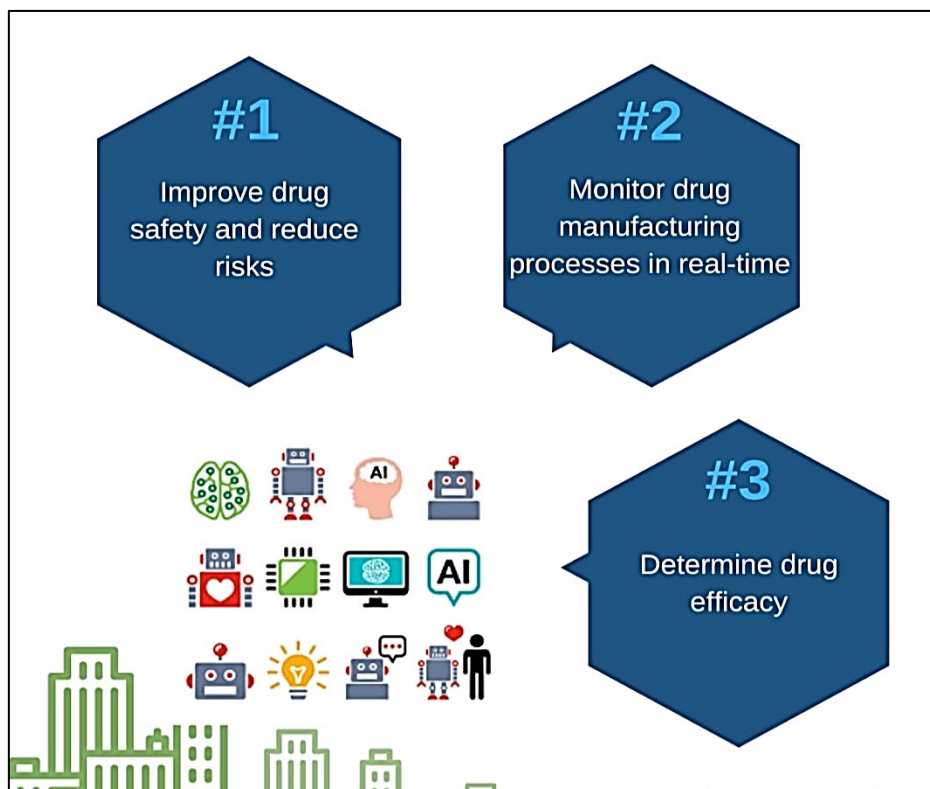 #1
Improve drug
safety and reduce
risks
#2
Monitor drug
manufacturing
processes in real-time
AI
AI
#3
Determine drug
efficacy